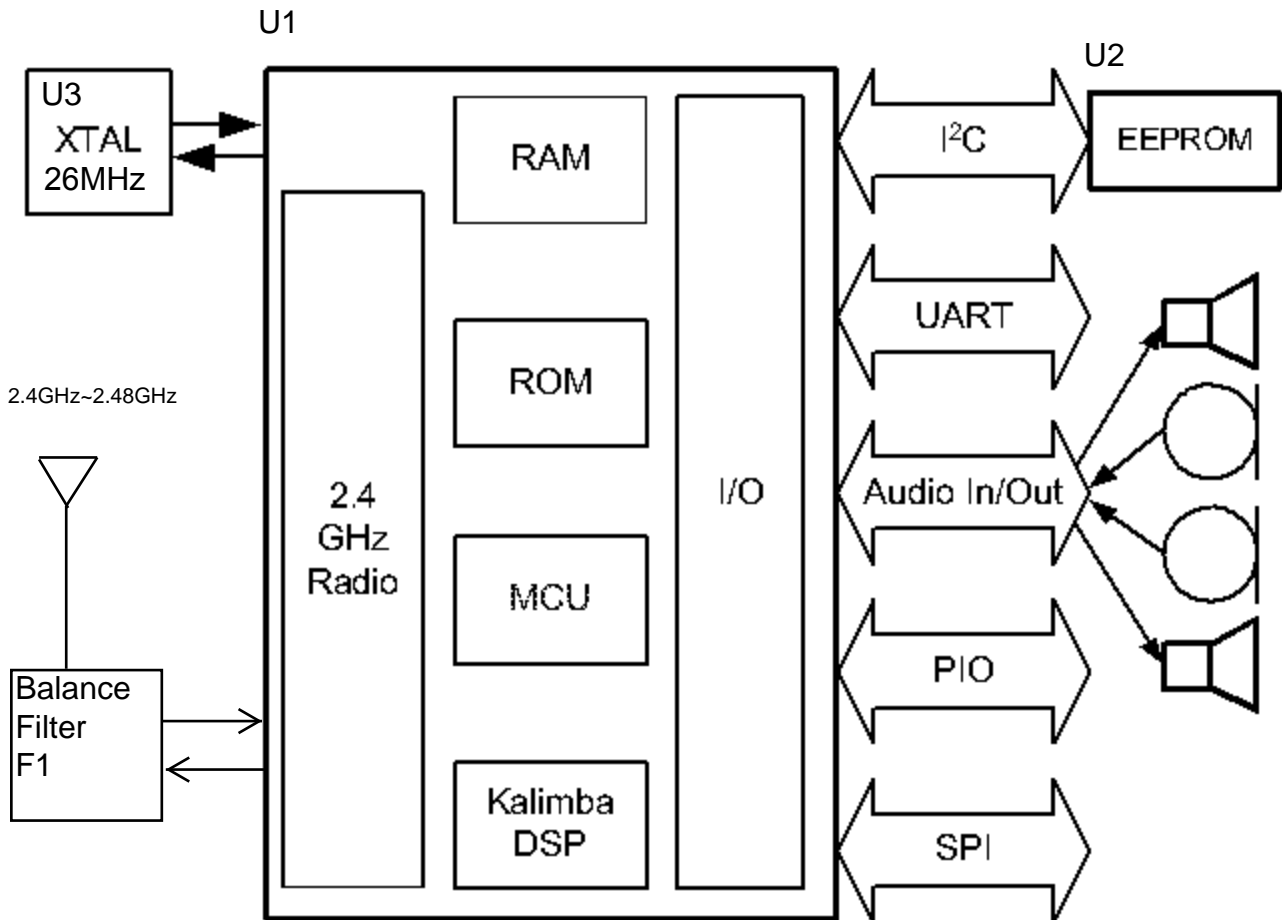 U1
U2
U3
XTAL
26MHz
RAM
I²C
EEPROM
UART
ROM
2.4GHz~2.48GHz
2.4
GHz
Radio
I/O
Audio In/Out
MCU
PIO
Balance
Filter
F1
Kalimba
DSP
SPI